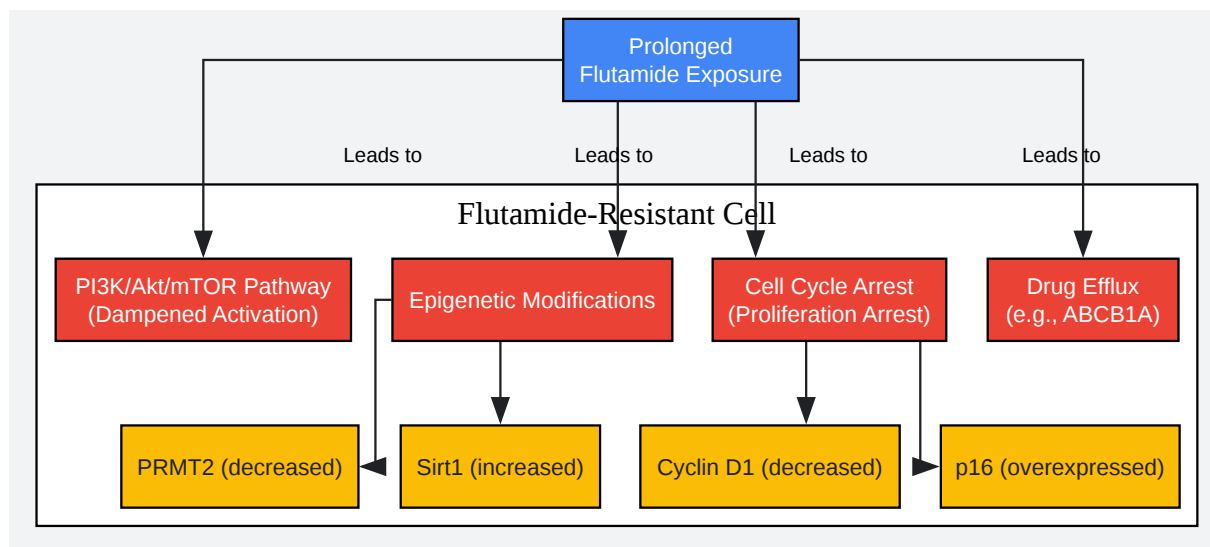 Prolonged
Flutamide Exposure
Leads to
Leads to
Leads to
Leads to
Flutamide-Resistant Cell
PI3K/Akt/mTOR Pathway
(Dampened Activation)
Epigenetic Modifications
Cell Cycle Arrest
(Proliferation Arrest)
Drug Efflux
(e.g., ABCB1A)
PRMT2 (decreased)
Sirt1 (increased)
Cyclin D1 (decreased)
p16 (overexpressed)